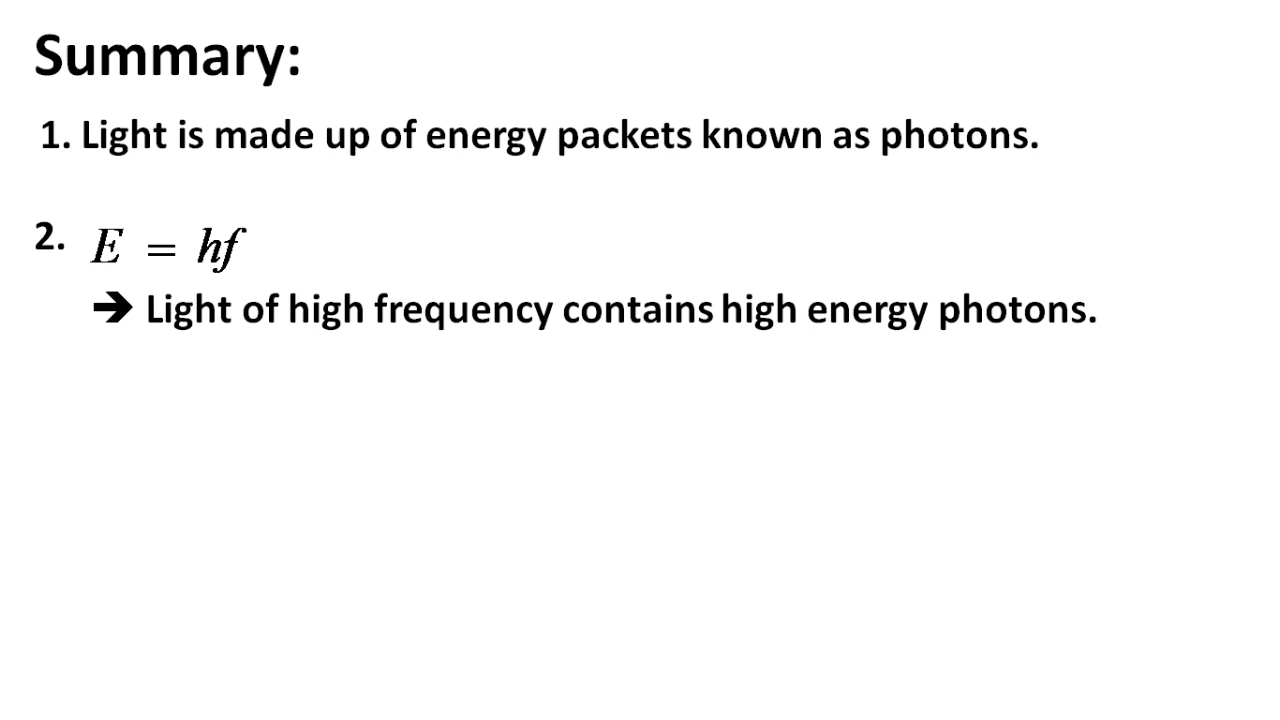 Summary:
1. Light is made up of energy packets known as photons.
2. E = hf
➔ Light of high frequency contains high energy photons.